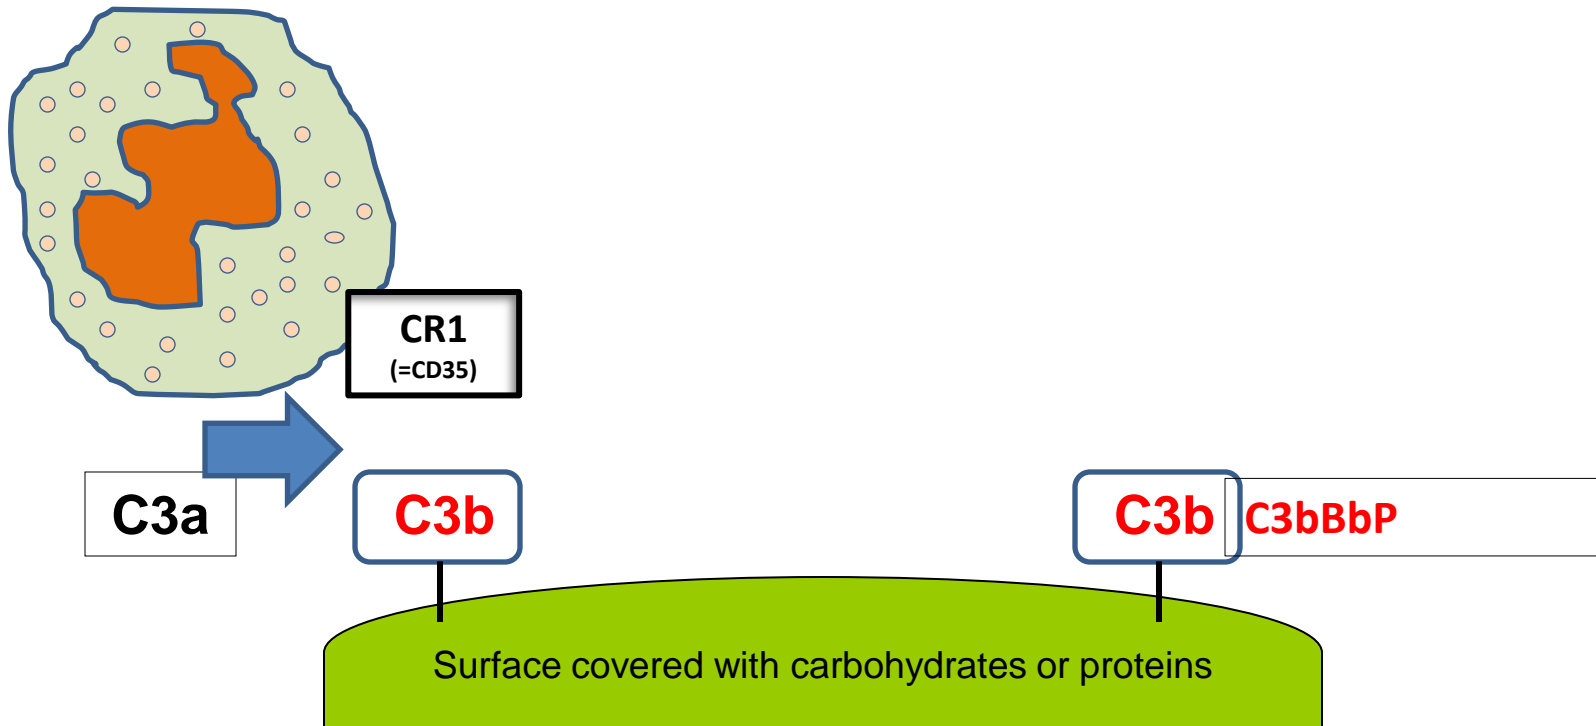 CR1
(=CD35)
C3a
C3b
C3b
C3bBbP
Surface covered with carbohydrates or proteins